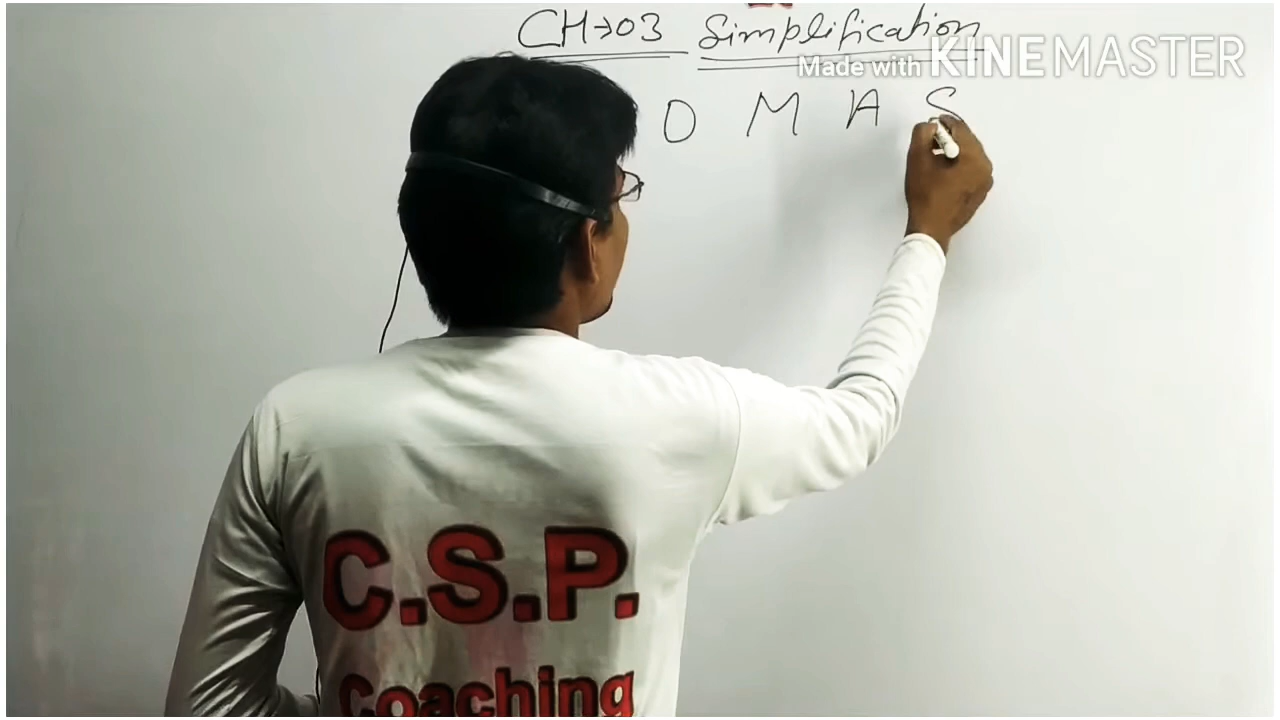 CH→03 Simplification
Made with KINEMASTER
D M A S
C.S.P.
Coaching